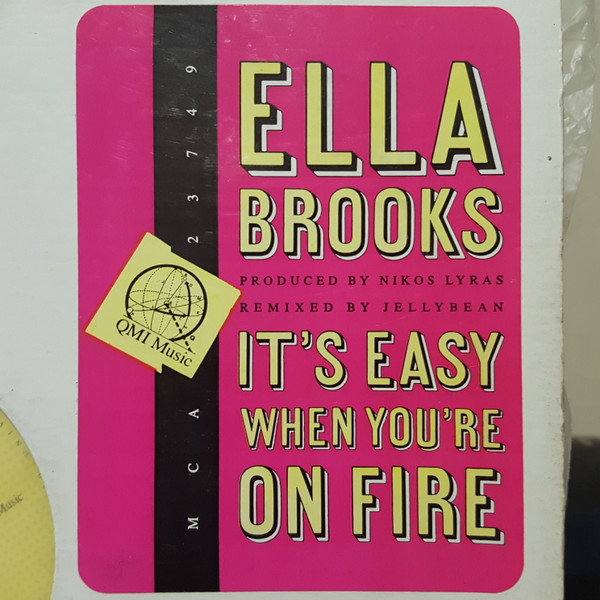 ELLA
BROOKS
PRODUCED BY NIKOS LYRAS
REMIXED BY JELLYBEAN
IT'S EASY
WHEN YOU'RE
ON FIRE
MCA 23749
QMI Music
Music